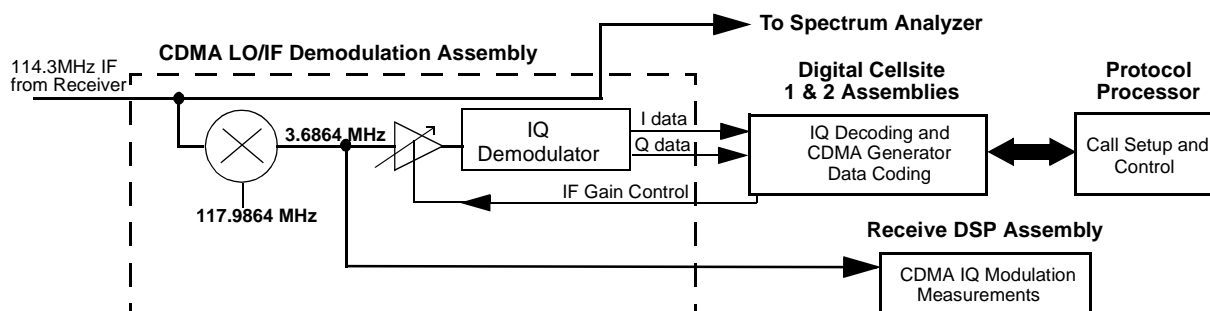 To Spectrum Analyzer
CDMA LO/IF Demodulation Assembly
114.3MHz IF
from Receiver
Digital Cellsite
1 & 2 Assemblies
Protocol
Processor
3.6864 MHz
IQ
Demodulator
I data
Q data
IQ Decoding and
CDMA Generator
Data Coding
Call Setup and
Control
IF Gain Control
117.9864 MHz
Receive DSP Assembly
CDMA IQ Modulation
Measurements